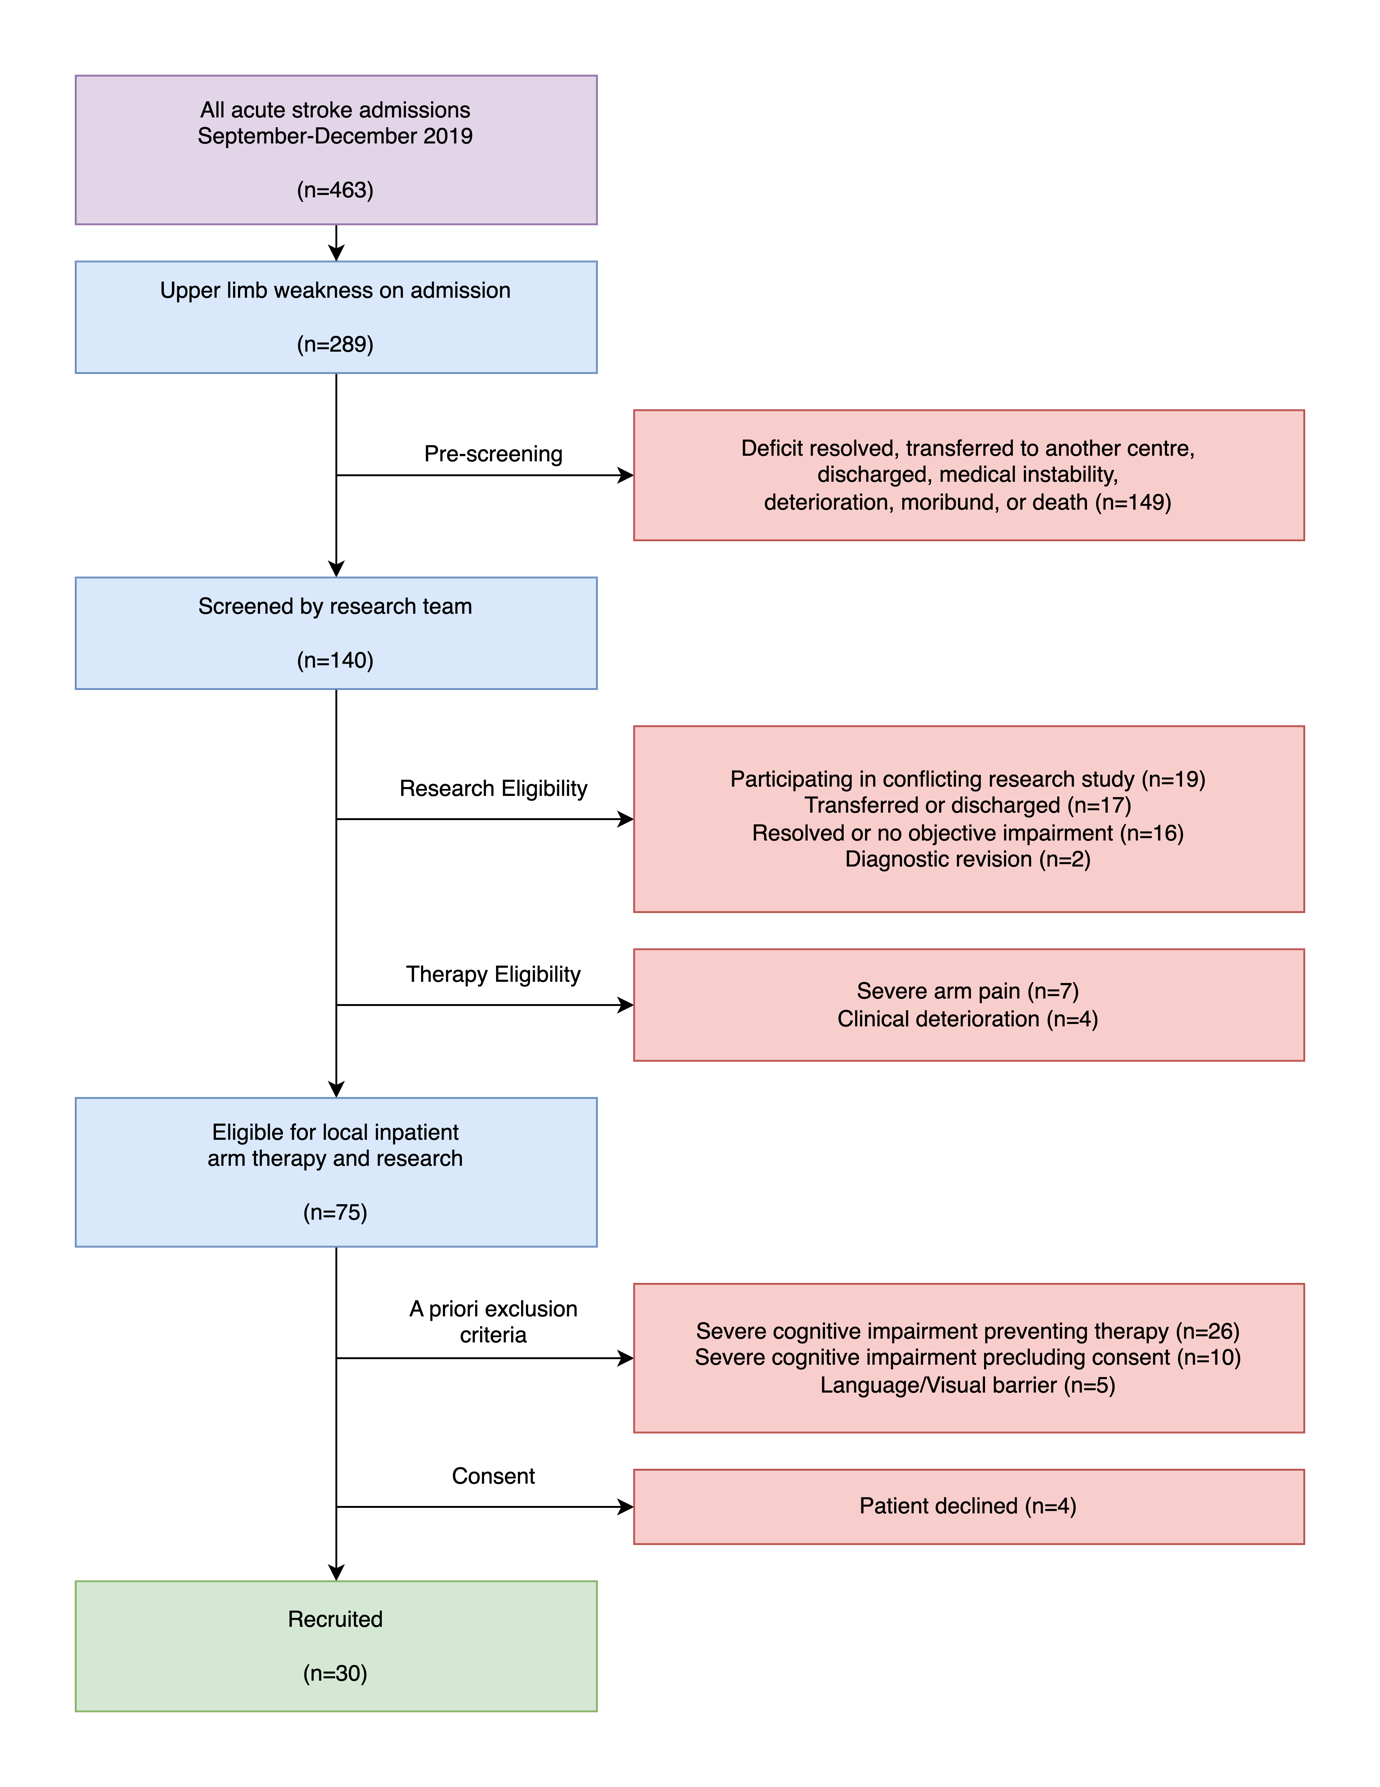 All acute stroke admissions
September-December 2019
(n=463)
Upper limb weakness on admission
(n=289)
Pre-screening
Deficit resolved, transferred to another centre,
discharged, medical instability,
deterioration, moribund, or death (n=149)
Screened by research team
(n=140)
Research Eligibility
Participating in conflicting research study (n=19)
Transferred or discharged (n=17)
Resolved or no objective impairment (n=16)
Diagnostic revision (n=2)
Therapy Eligibility
Severe arm pain (n=7)
Clinical deterioration (n=4)
Eligible for local inpatient
arm therapy and research
(n=75)
A priori exclusion
criteria
Severe cognitive impairment preventing therapy (n=26)
Severe cognitive impairment precluding consent (n=10)
Language/Visual barrier (n=5)
Consent
Patient declined (n=4)
Recruited
(n=30)